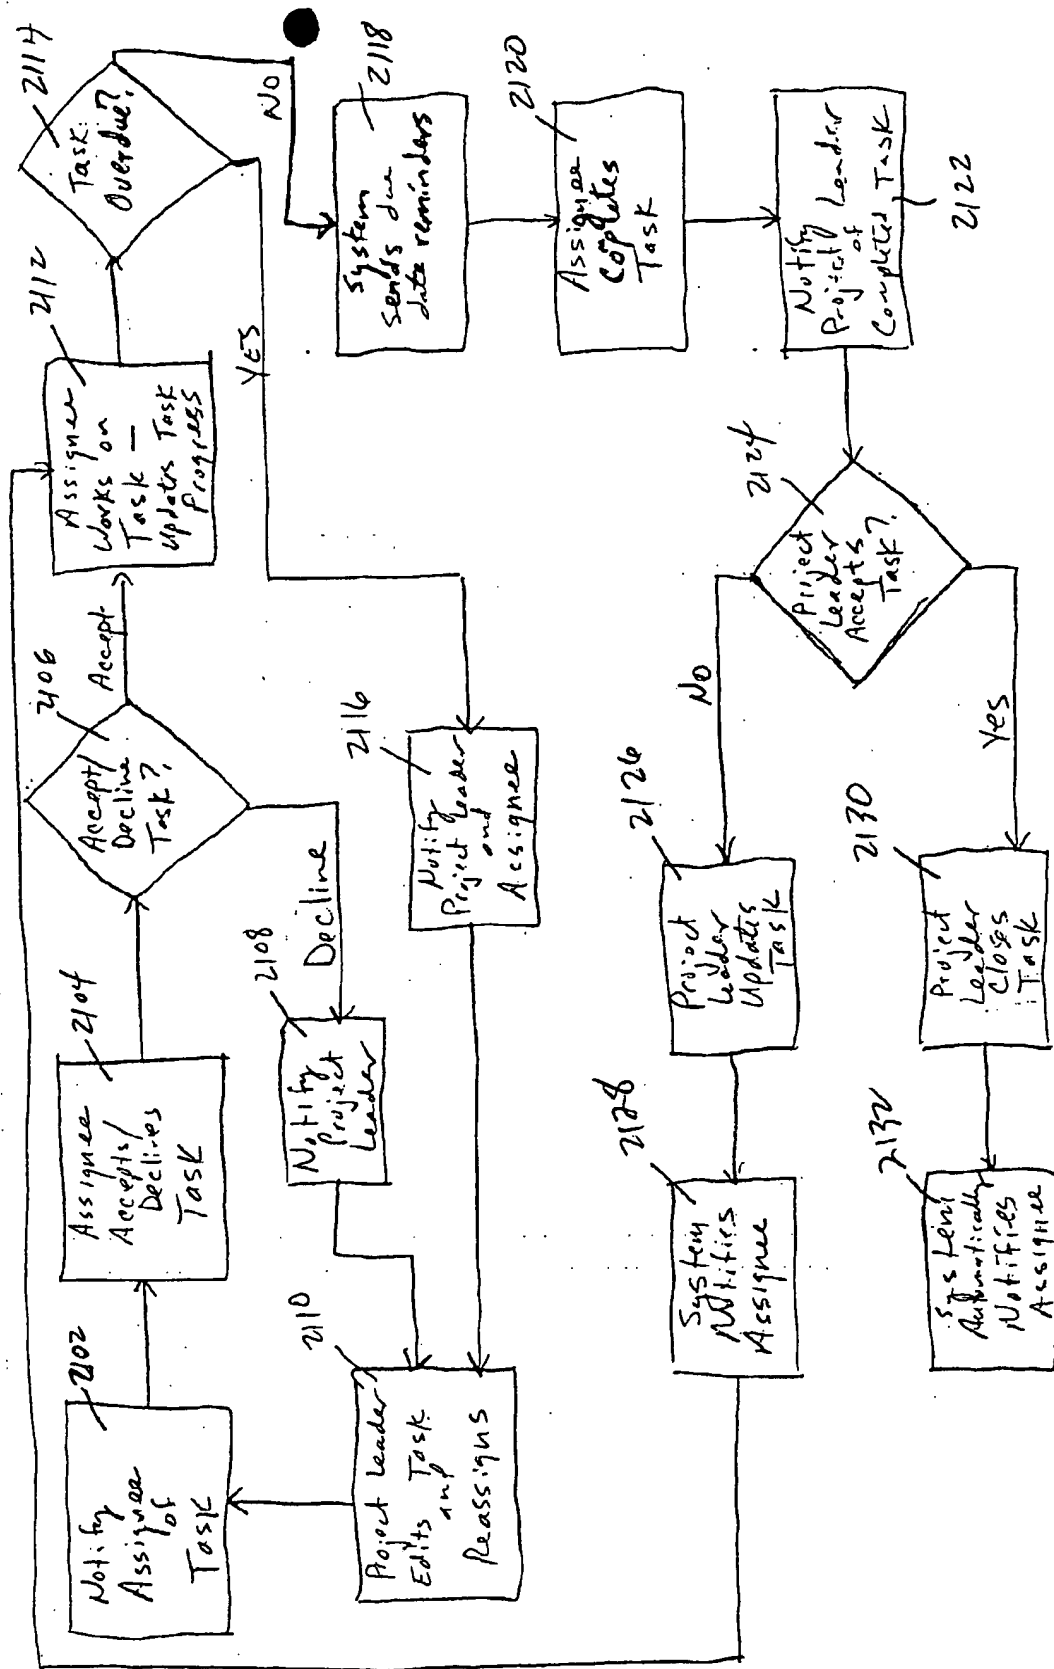 2102
Notify
Assignee
of
Task
2104
Assignee
Accepts/
Declines
Task
2106
Accept/
Decline
Task?
Accept
Decline
2108
Notify
Project
Leader
2110
Project Leader
Edits Task
and
Reassigns
2112
Assignee
Works on
Task –
Updates Task
Progress
2114
Task
Overdue?
NO
YES
2116
Notify
Project Leader
and
Assignee
2118
System
sends due
date reminders
2120
Assignee
Copletes
Task
2122
Notify
Project Leader
of
Completed Task
2124
Project
Leader
Accepts
Task?
No
Yes
2126
Project
Leader
Updates
Task
2128
System
Notifies
Assignee
2130
Project
Leader
Closes
Task
2132
System
Automatically
Notifies
Assignee